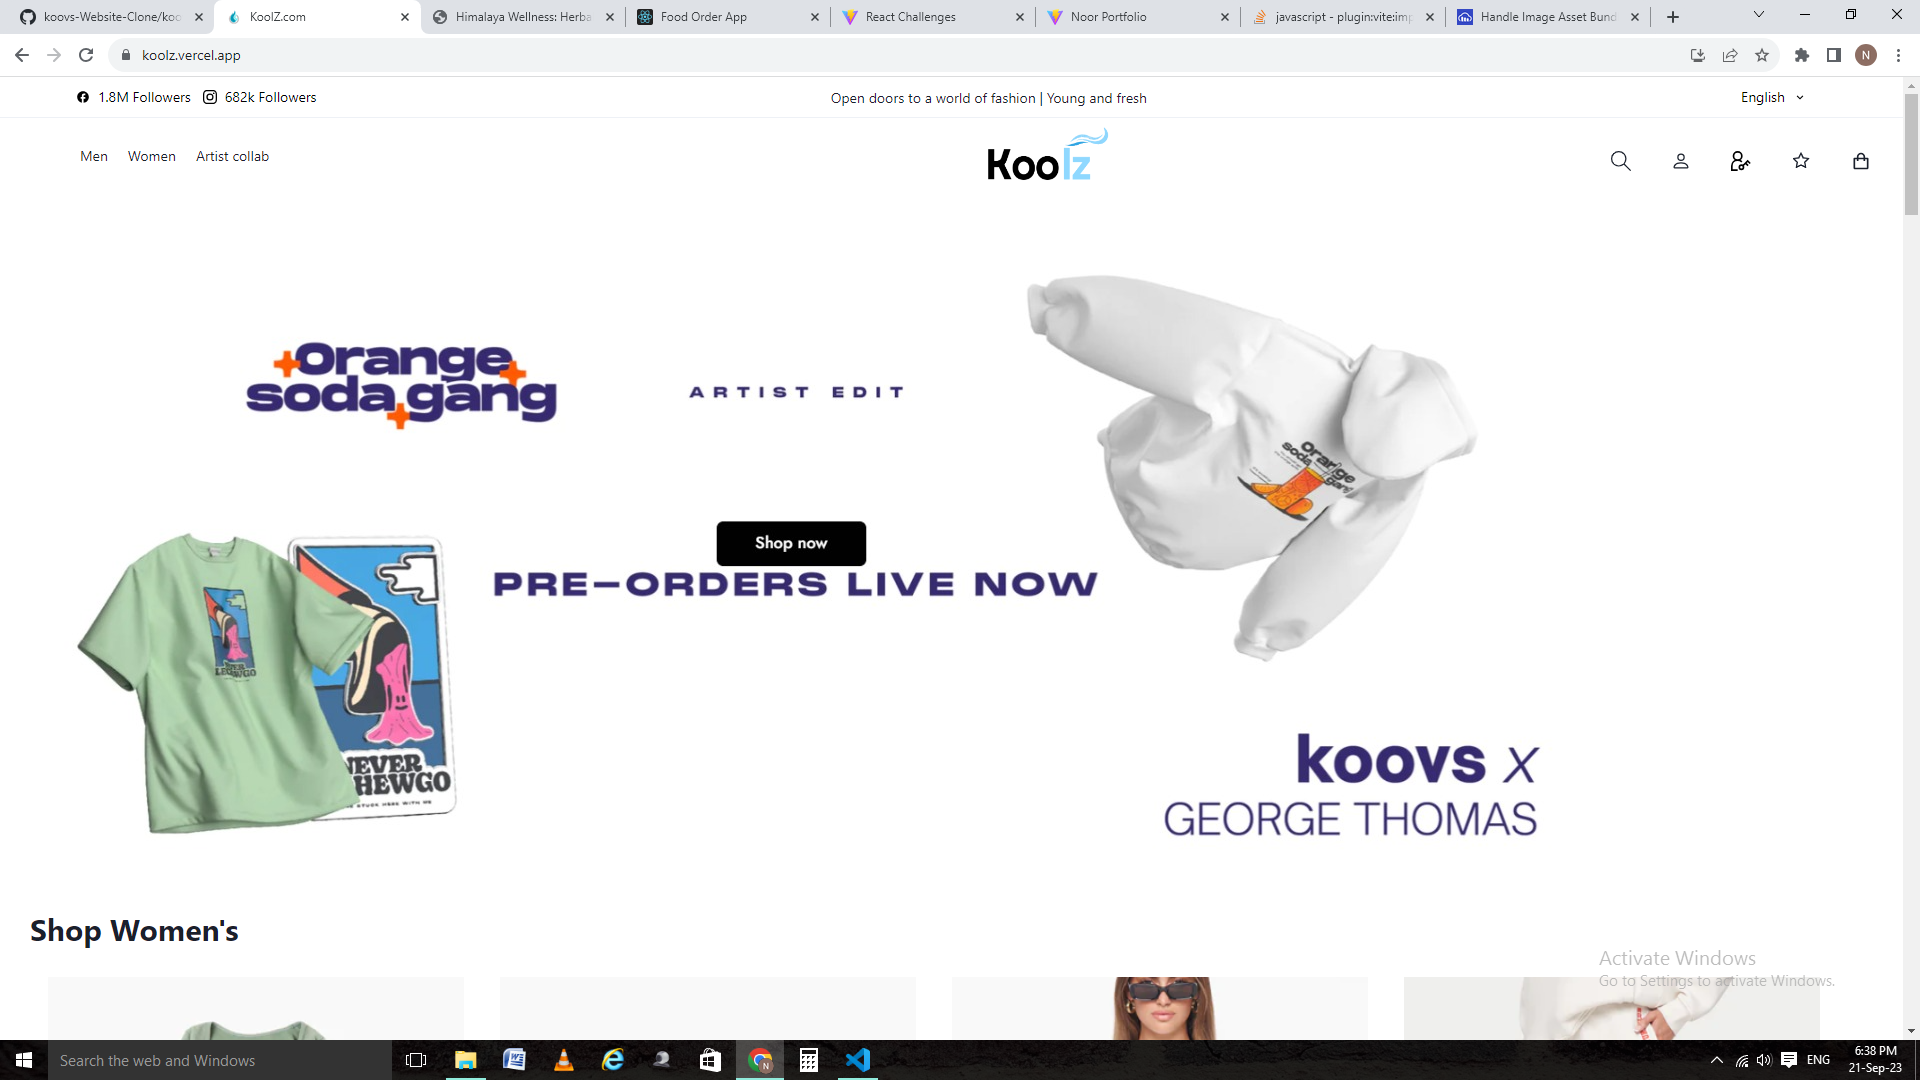 koovs-Website-Clone/koo
KoolZ.com
Himalaya Wellness: Herba
Food Order App
React Challenges
Noor Portfolio
javascript - plugin:vite:imp
Handle Image Asset Bund
koolz.vercel.app
N
1.8M Followers 682k Followers
Open doors to a world of fashion | Young and fresh
English
Men Women Artist collab
Koolz
Orange
soda gang
ARTIST EDIT
Orange
soda
gang
Shop now
PRE-ORDERS LIVE NOW
NEVER
CHEWGO
koovs x
GEORGE THOMAS
Shop Women's
Activate Windows
Go to Settings to activate Windows.
Search the web and Windows
ENG
6:38 PM
21-Sep-23